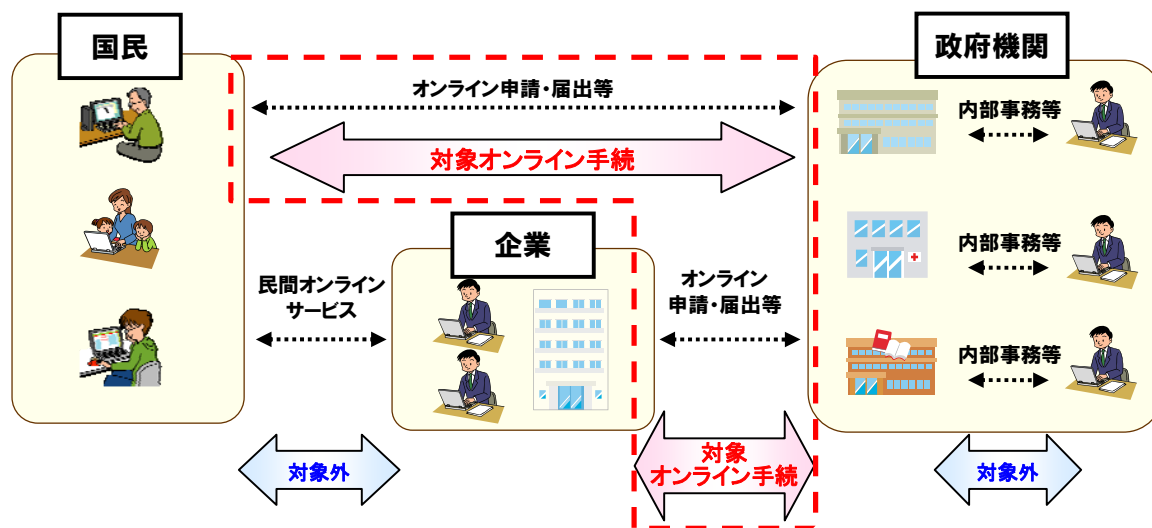 国民
政府機関
オンライン申請・届出等
対象オンライン手続
内部事務等
企業
民間オンライン
サービス
オンライン
申請・届出等
内部事務等
内部事務等
対象外
対象
オンライン手続
対象外